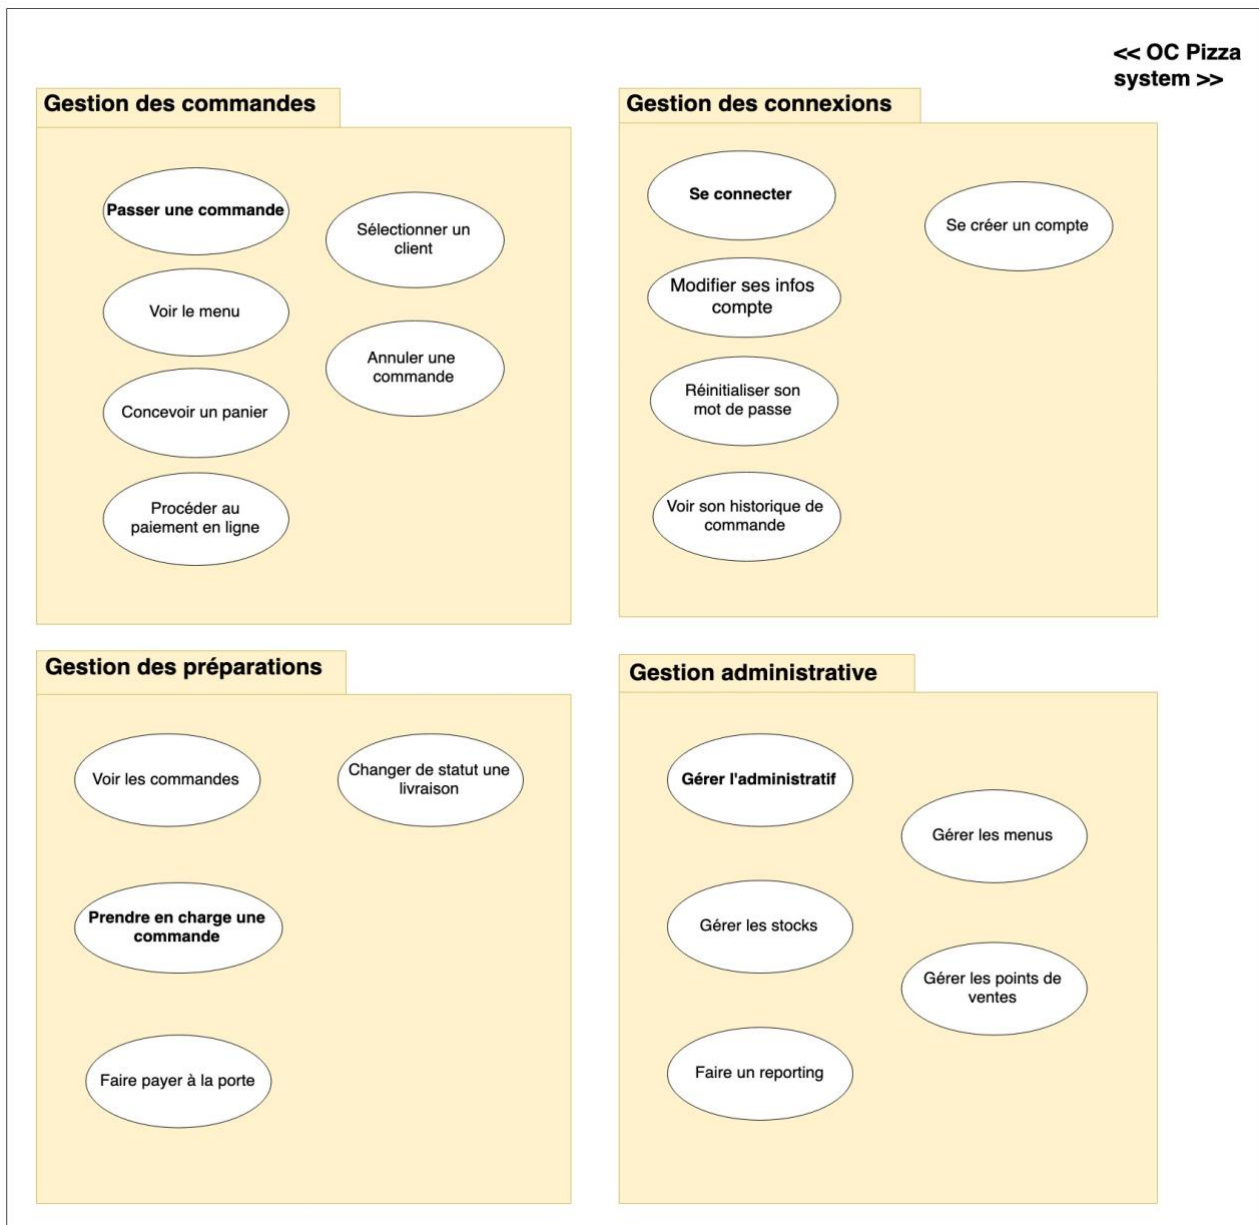 << OC Pizza
system >>
Gestion des commandes
Passer une commande
Sélectionner un
client
Voir le menu
Annuler une
commande
Concevoir un panier
Procéder au
paiement en ligne
Gestion des connexions
Se connecter
Se créer un compte
Modifier ses infos
compte
Réinitialiser son
mot de passe
Voir son historique de
commande
Gestion des préparations
Voir les commandes
Changer de statut une
livraison
Prendre en charge une
commande
Faire payer à la porte
Gestion administrative
Gérer l'administratif
Gérer les menus
Gérer les stocks
Gérer les points de
ventes
Faire un reporting